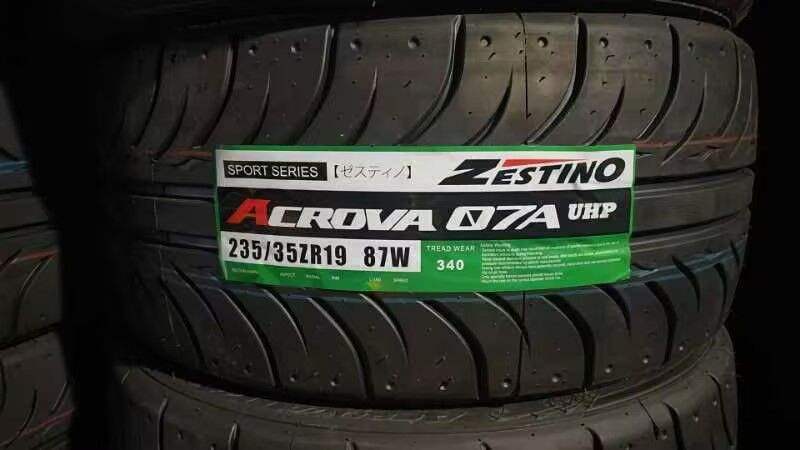 SPORT SERIES 【ゼスティノ】 ZESTINO
ACROVA 07A UHP
235/35ZR19 87W TREAD WEAR
340